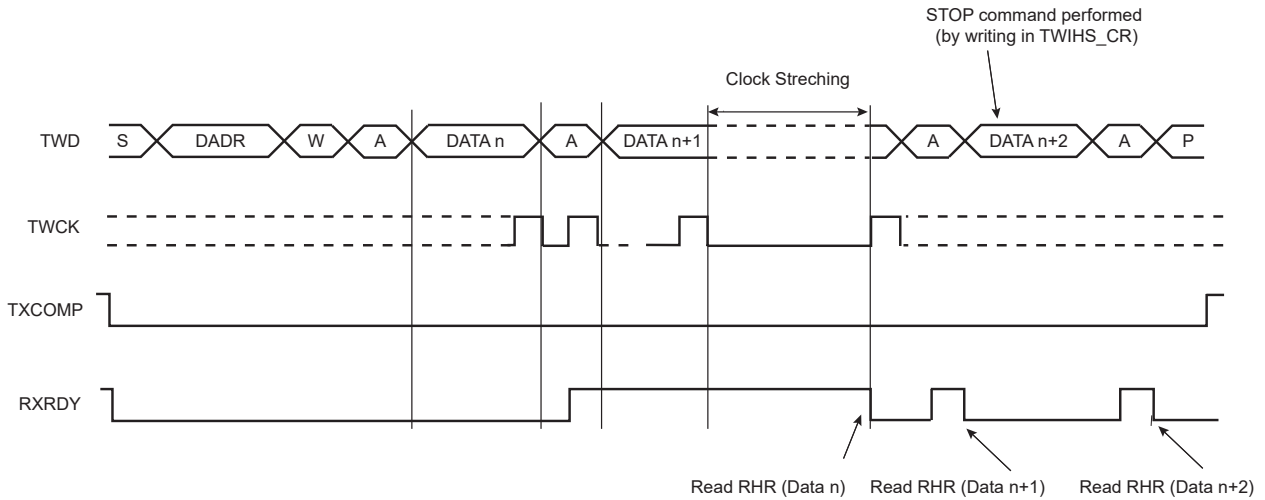 STOP command performed
(by writing in TWIHS_CR)
Clock Streching
TWD S DADR W A DATA n A DATA n+1 A DATA n+2 A P
TWCK
TXCOMP
RXRDY
Read RHR (Data n) Read RHR (Data n+1) Read RHR (Data n+2)